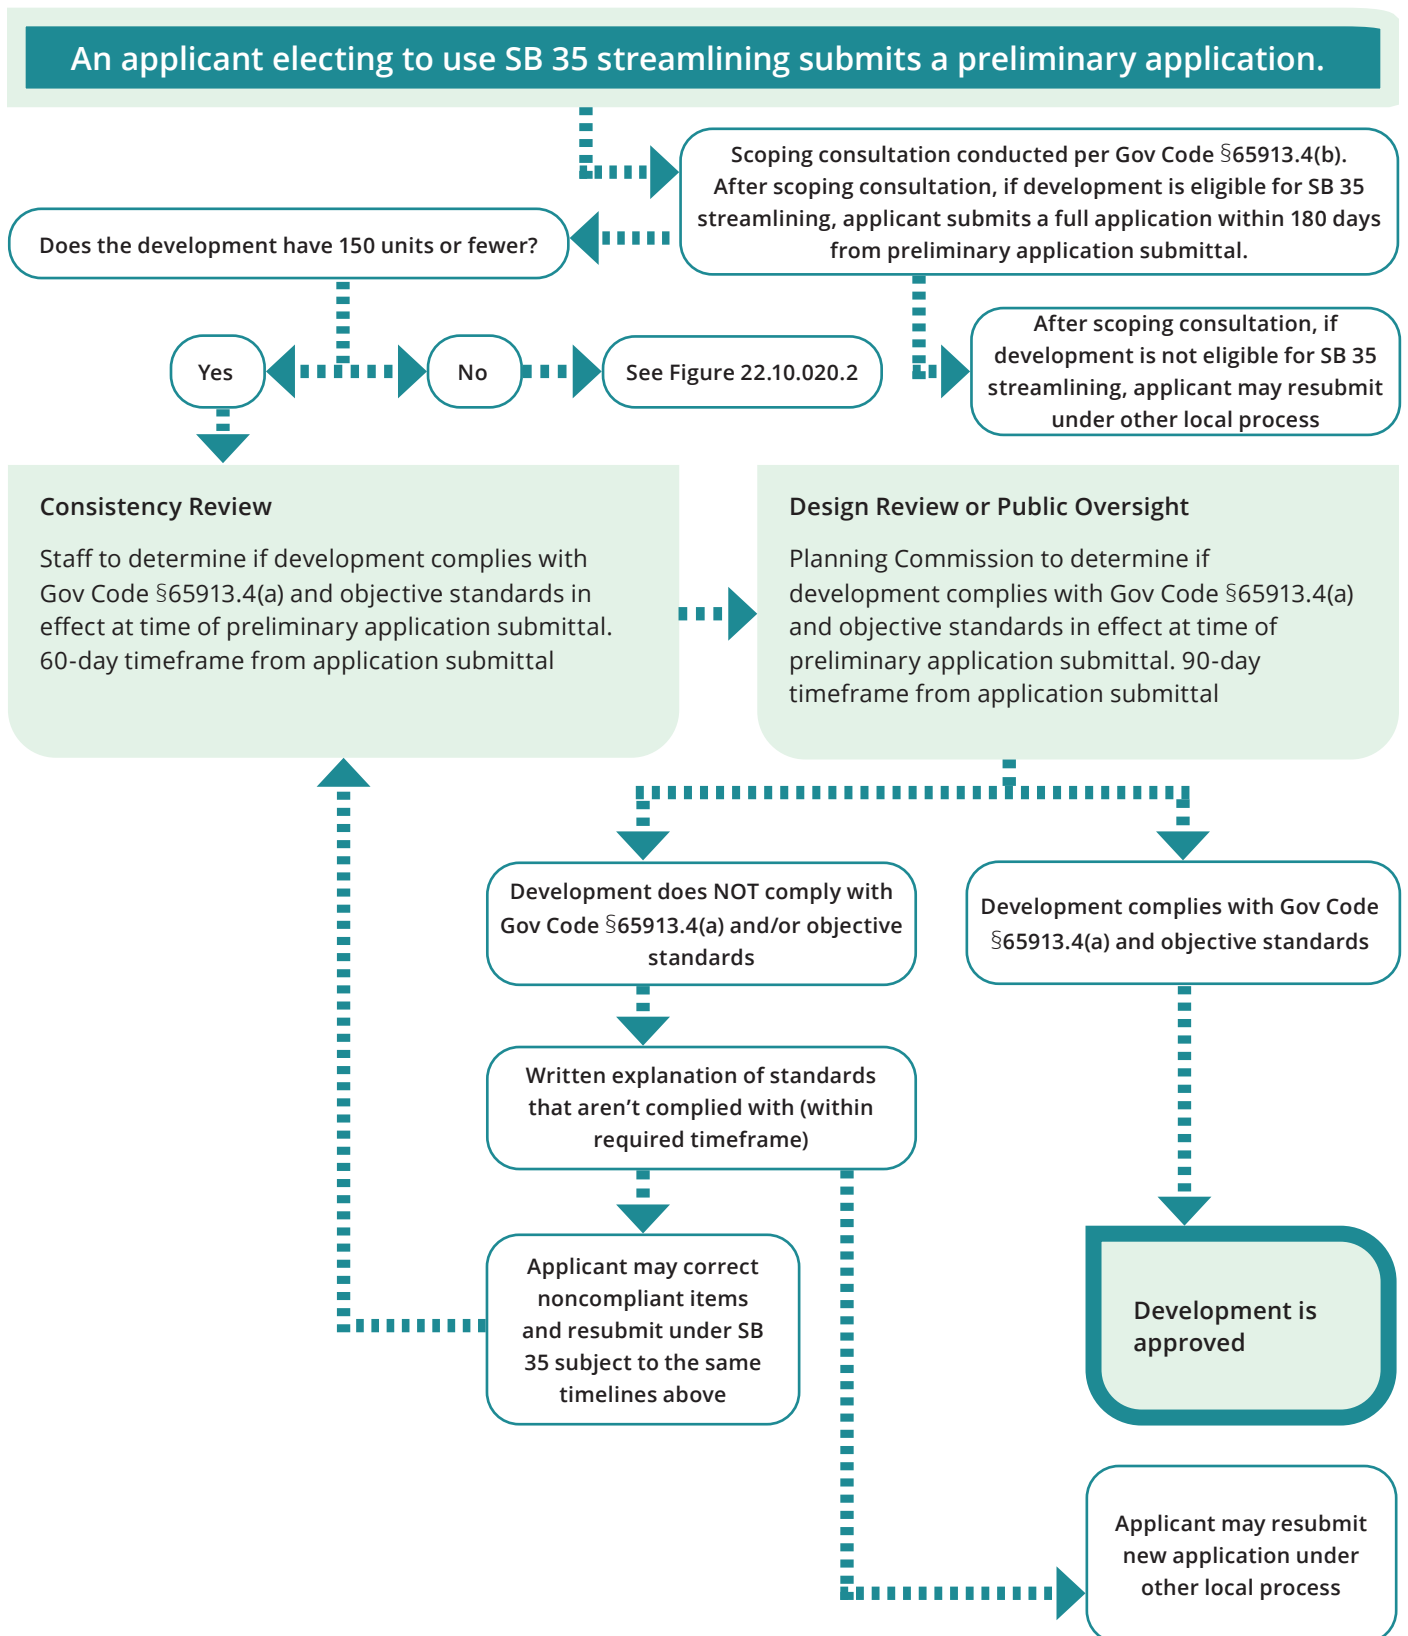 An applicant electing to use SB 35 streamlining submits a preliminary application.
Scoping consultation conducted per Gov Code §65913.4(b).
After scoping consultation, if development is eligible for SB 35
streamlining, applicant submits a full application within 180 days
from preliminary application submittal.
Does the development have 150 units or fewer?
After scoping consultation, if
development is not eligible for SB 35
streamlining, applicant may resubmit
under other local process
Yes
No
See Figure 22.10.020.2
Consistency Review
Staff to determine if development complies with
Gov Code §65913.4(a) and objective standards in
effect at time of preliminary application submittal.
60-day timeframe from application submittal
Design Review or Public Oversight
Planning Commission to determine if
development complies with Gov Code §65913.4(a)
and objective standards in effect at time of
preliminary application submittal. 90-day
timeframe from application submittal
Development does NOT comply with
Gov Code §65913.4(a) and/or objective
standards
Development complies with Gov Code
§65913.4(a) and objective standards
Written explanation of standards
that aren’t complied with (within
required timeframe)
Applicant may correct
noncompliant items
and resubmit under SB
35 subject to the same
timelines above
Development is
approved
Applicant may resubmit
new application under
other local process